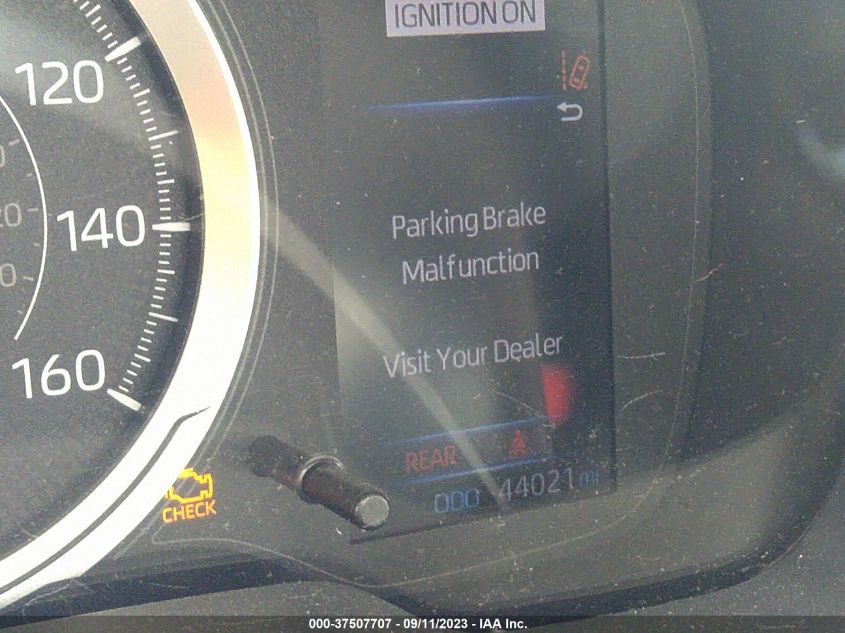 IGNITION ON
120
140
160
Parking Brake
Malfunction
Visit Your Dealer
REAR
CHECK
ODO 44021 mi
000-37507707 - 09/11/2023 - IAA Inc.